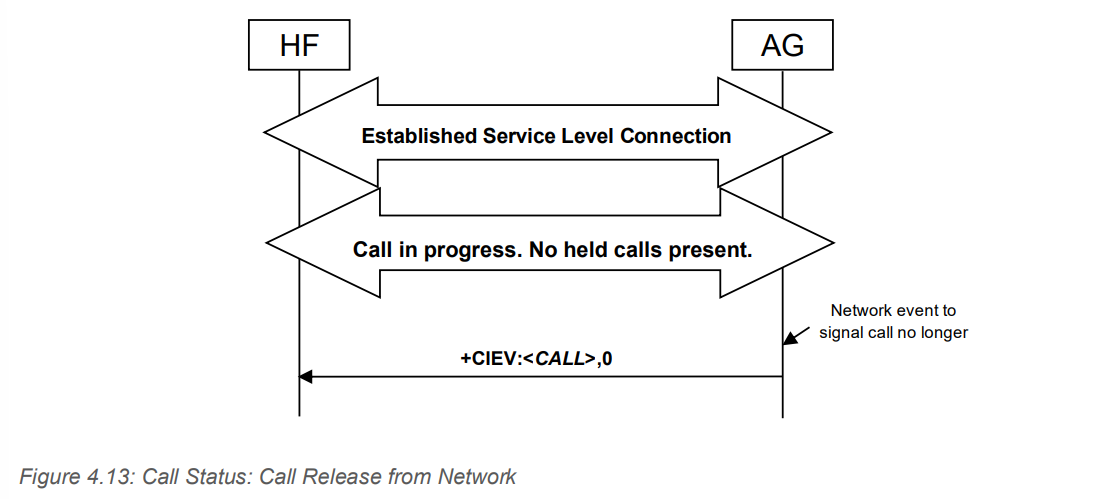 HF
AG
Established Service Level Connection
Call in progress. No held calls present.
Network event to
signal call no longer
+CIEV:<CALL>,0
Figure 4.13: Call Status: Call Release from Network